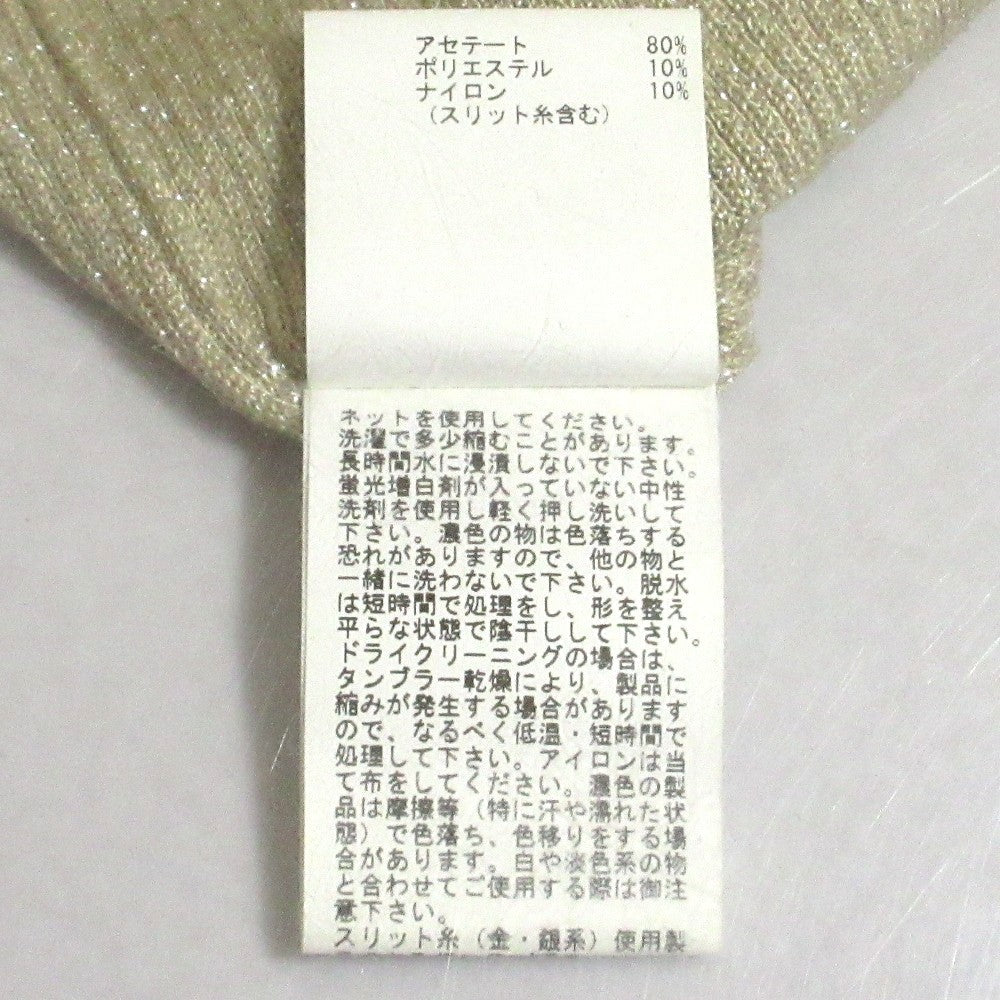 アセテート 80%
ポリエステル 10%
ナイロン 10%
（スリット糸含む）
ネットを使用してください。
洗濯で多少縮むことがあります。
長時間水に浸漬しないで下さい。
蛍光増白剤が入っていない中性
洗剤を使用し軽く押し洗いして
下さい。濃色の物は色落ちする
恐れがありますので、他の物と
一緒に洗わないで下さい。脱水
は短時間で処理をし、形を整え
平らな状態で陰干しして下さい。
ドライクリーニングの場合は、
タンブラー乾燥により、製品に
縮みが発生する場合があります
ので、なるべく低温・短時間で
処理して下さい。アイロンは当
て布をしてください。濃色の製
品は摩擦等（特に汗や濡れた状
態）で色落ち、色移りをする場
合があります。白や淡色系の物
と合わせてご使用する際は御注
意下さい。
スリット糸（金・銀系）使用製